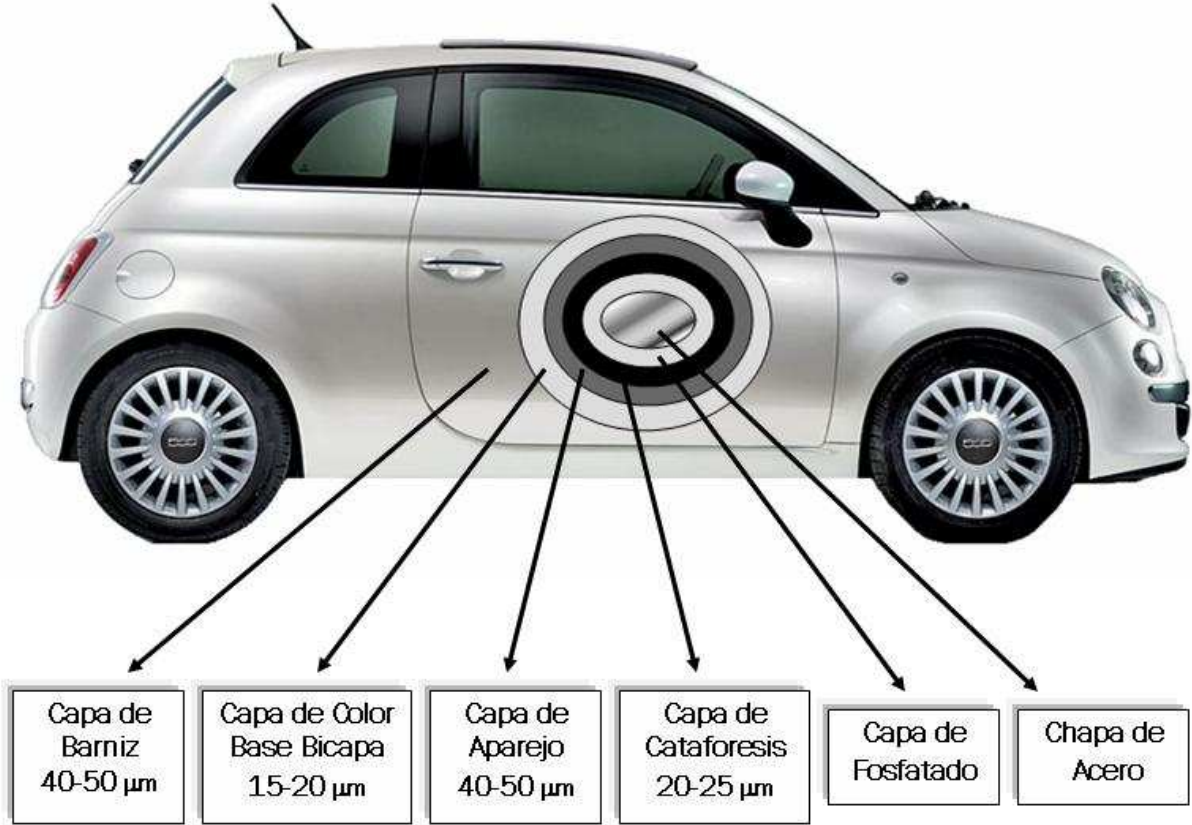 Capa de
Barniz
40-50 µm
Capa de Color
Base Bicapa
15-20 µm
Capa de
Aparejo
40-50 µm
Capa de
Cataforesis
20-25 µm
Capa de
Fosfatado
Chapa de
Acero